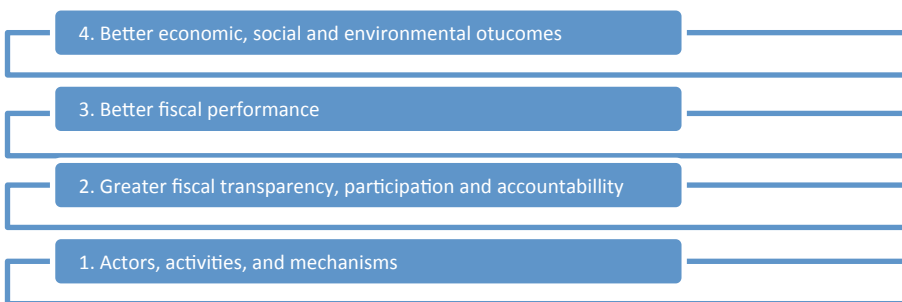 4. Better economic, social and environmental otucomes
3. Better fiscal performance
2. Greater fiscal transparency, participation and accountabillity
1. Actors, activities, and mechanisms